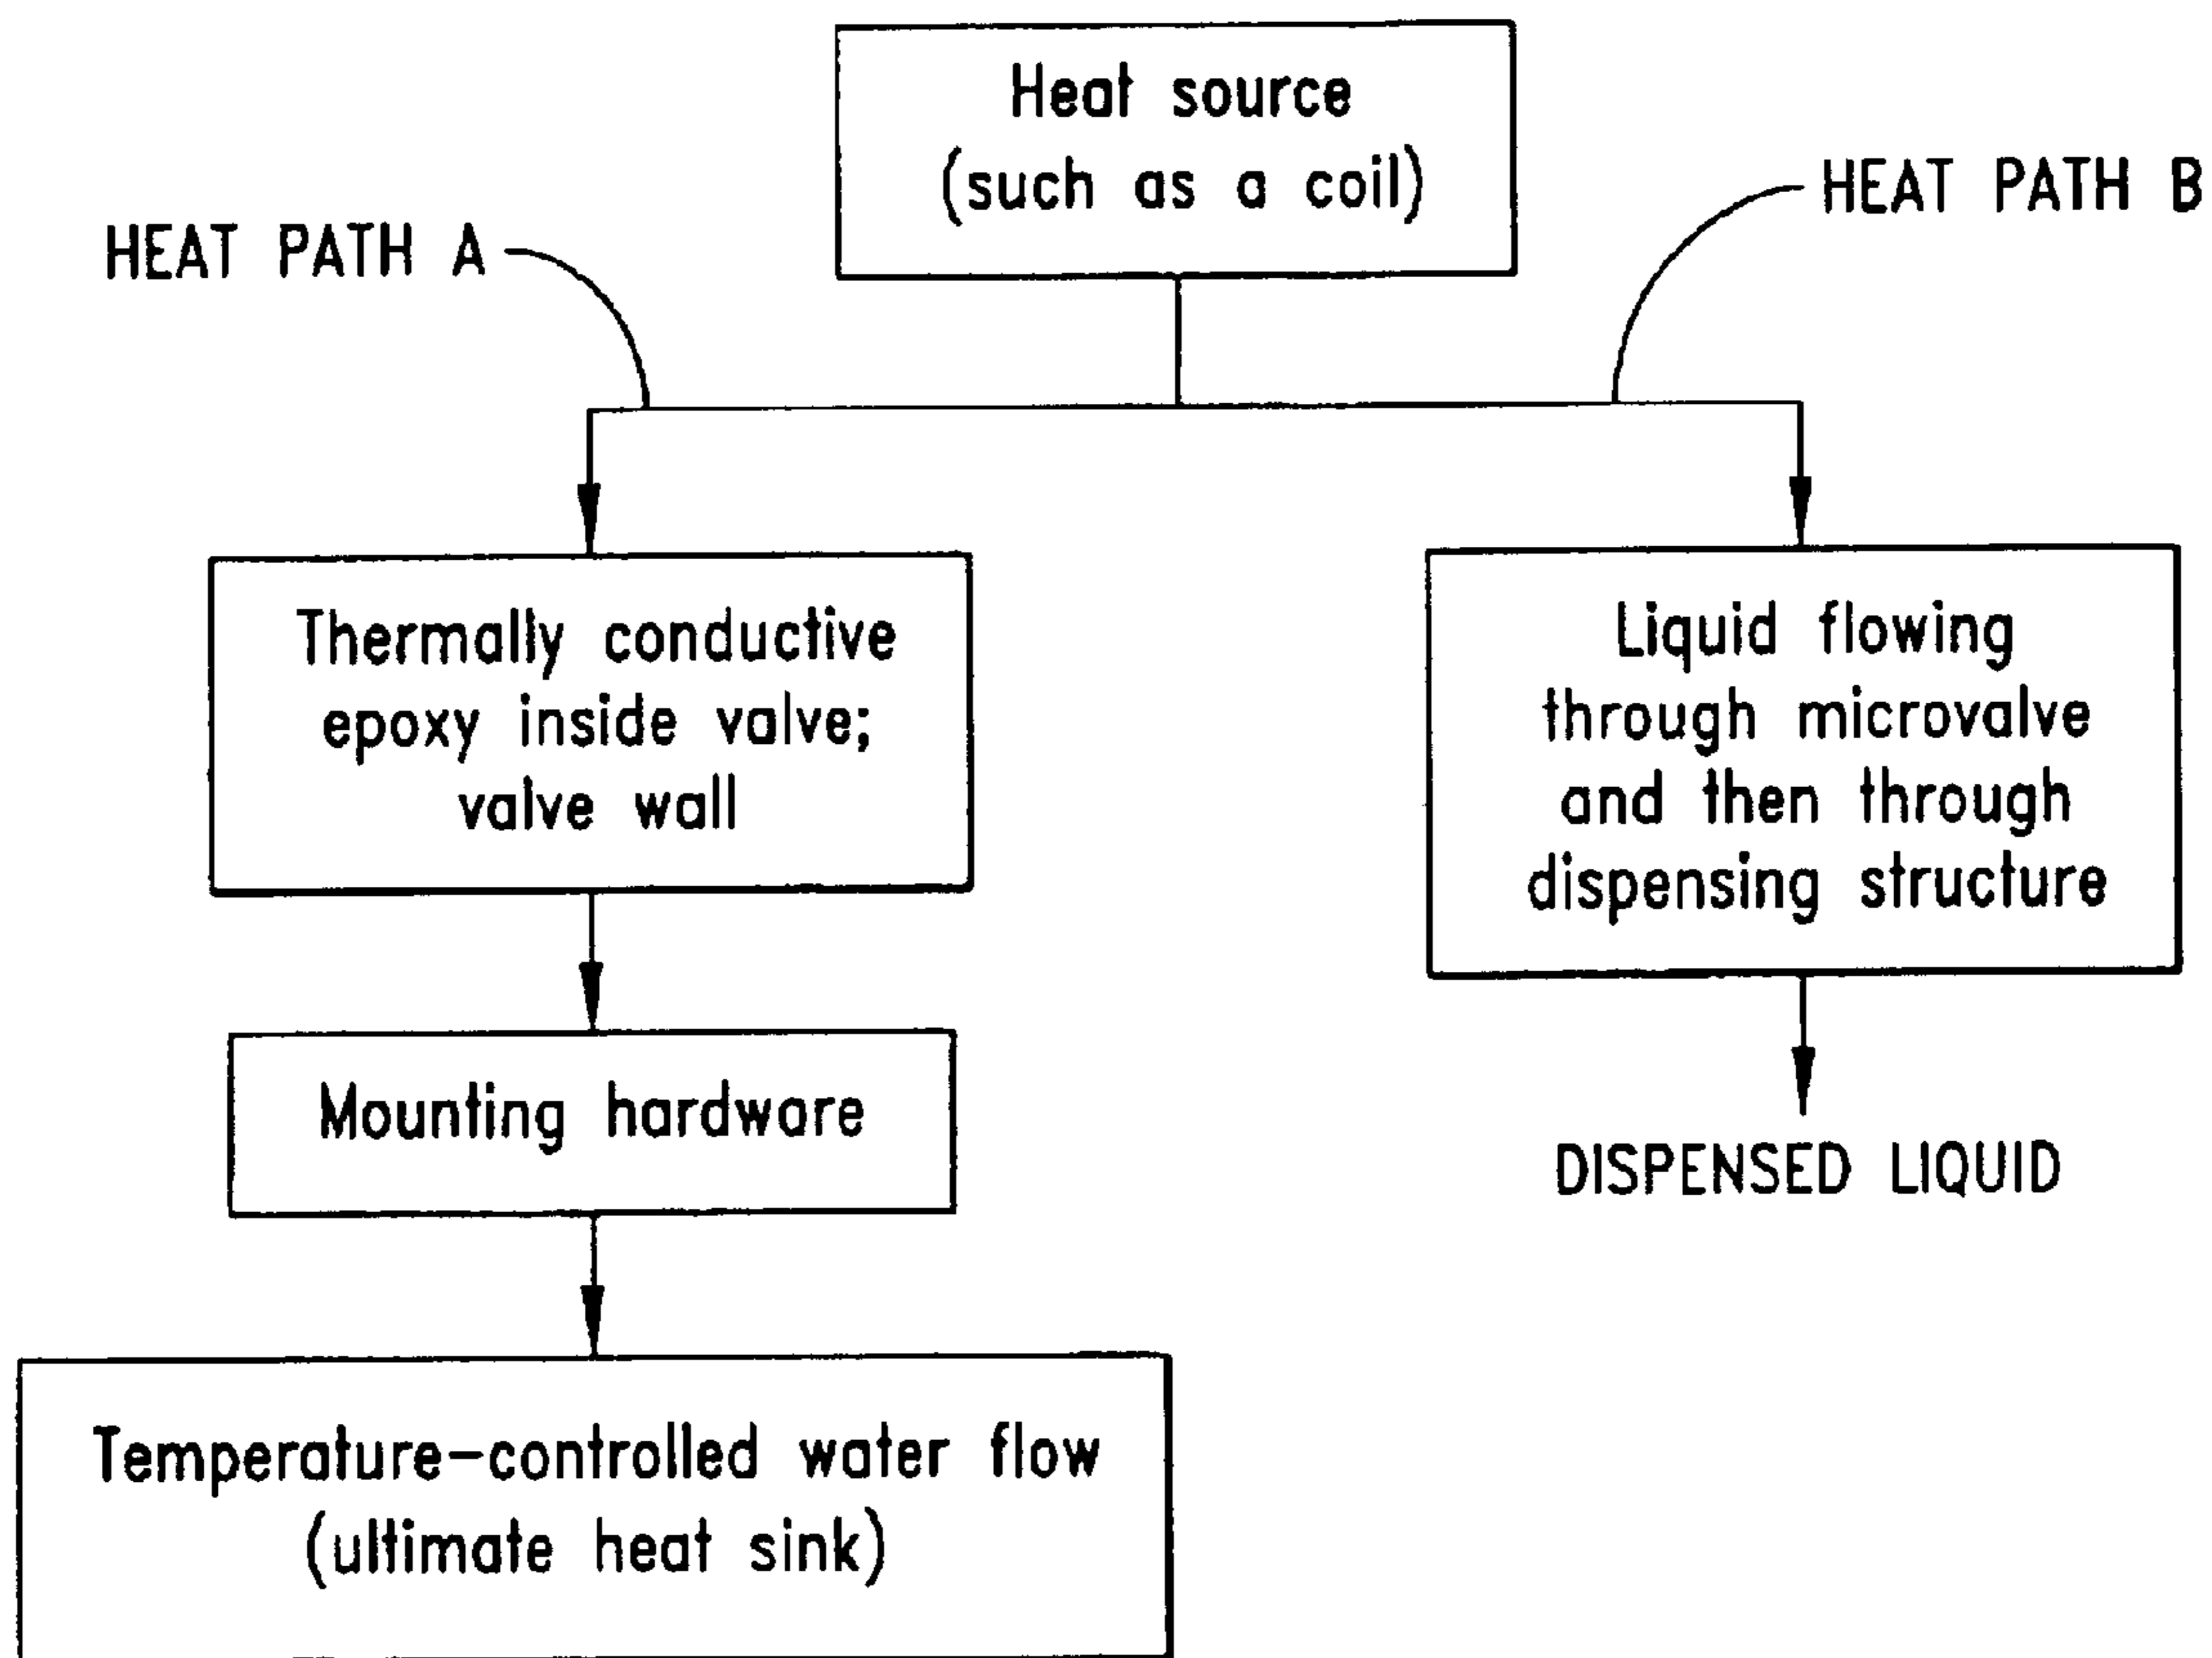 Heat source
(such as a coil)
HEAT PATH A
HEAT PATH B
Thermally conductive
epoxy inside valve;
valve wall
Liquid flowing
through microvalve
and then through
dispensing structure
Mounting hardware
DISPENSED LIQUID
Temperature-controlled water flow
(ultimate heat sink)